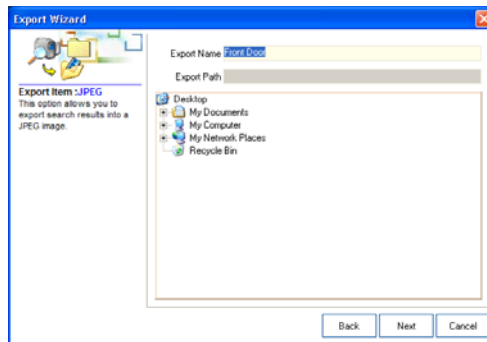 Export Wizard
Export Name Front Door
Export Path
Export Item :JPEG
This option allows you to
export search results into a
JPEG image.
Desktop
My Documents
My Computer
My Network Places
Recycle Bin
Back Next Cancel